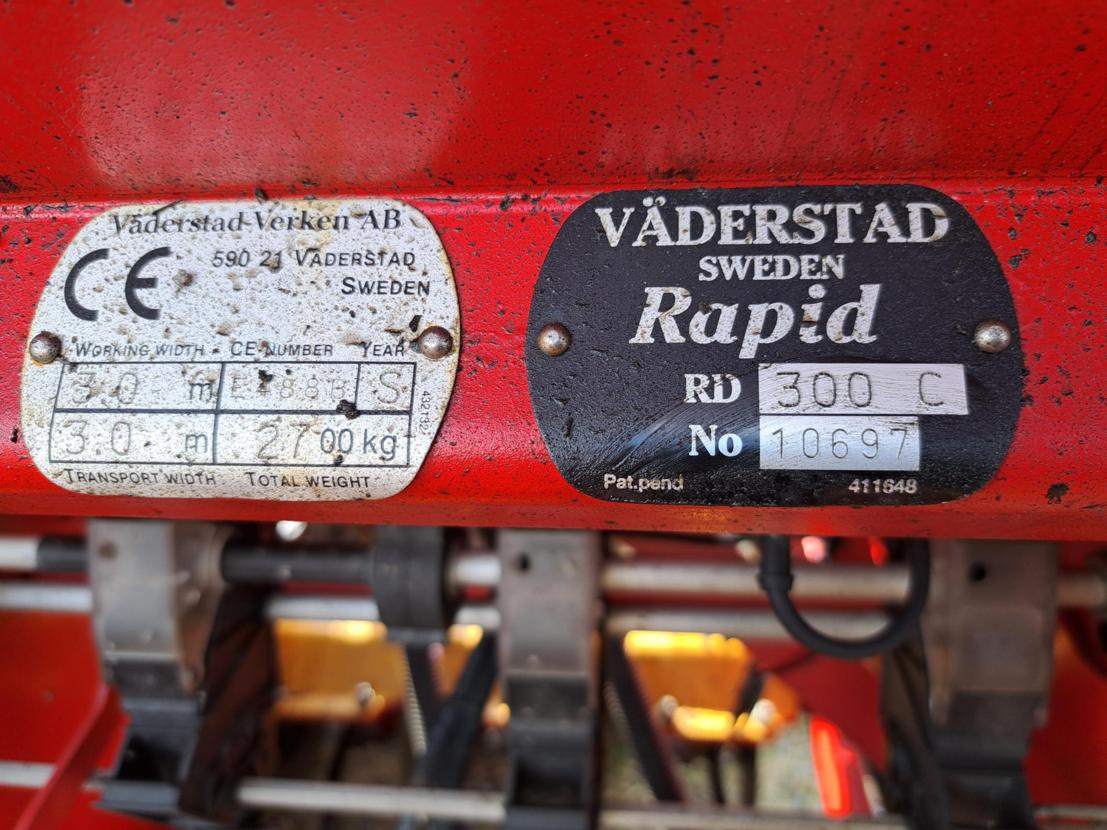 Väderstad-Verken AB
CE
590 21 VÄDERSTAD
SWEDEN
WORKING WIDTH CE-NUMBER YEAR
3.0 m S
3.0 m 2700 kg
TRANSPORT WIDTH TOTAL WEIGHT
VÄDERSTAD
SWEDEN
Rapid
RD 300 C
No 10697
Pat.pend 411648